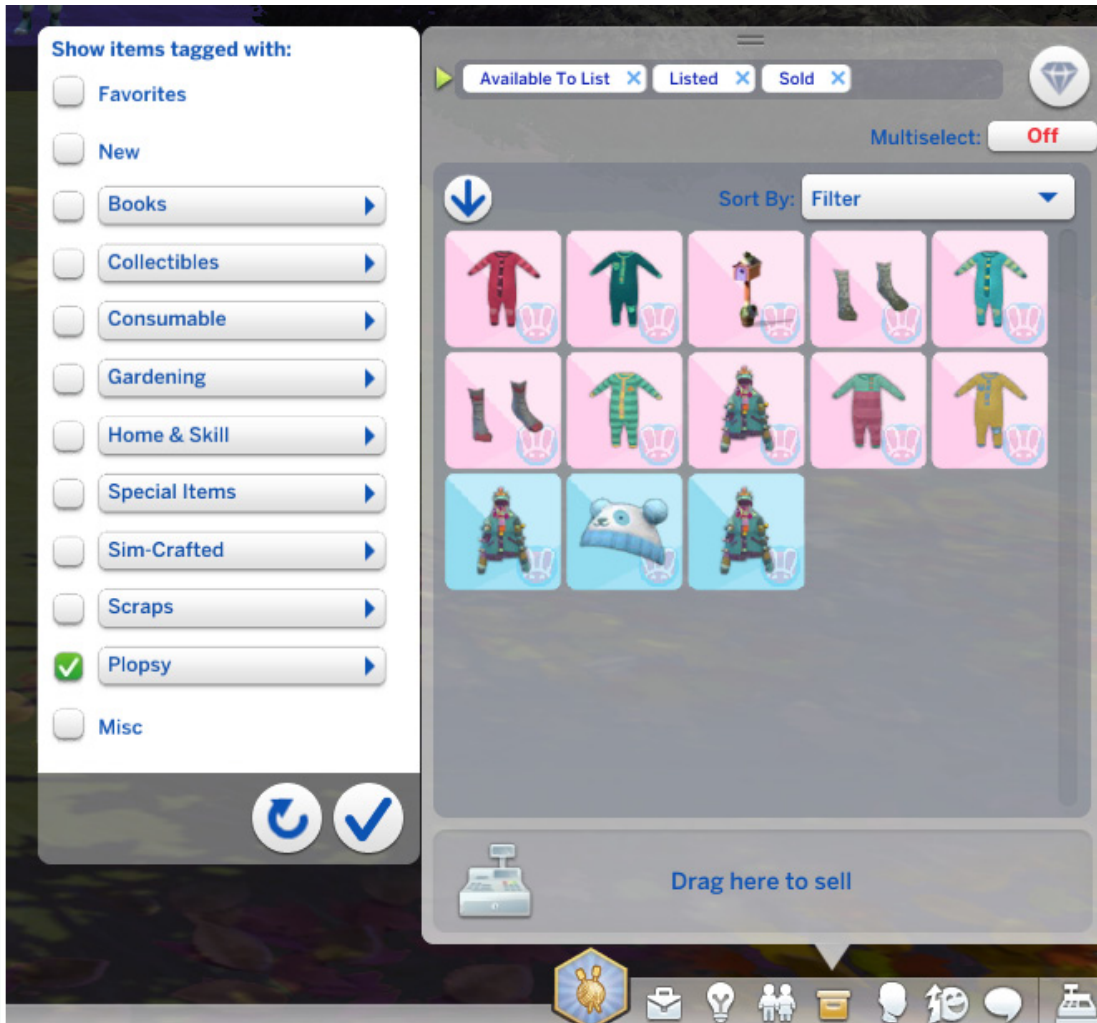 Show items tagged with:
Favorites
New
Books
Collectibles
Consumable
Gardening
Home & Skill
Special Items
Sim-Crafted
Scraps
Plopsy
Misc
Available To List
Listed
Sold
Multiselect: Off
Sort By: Filter
Drag here to sell